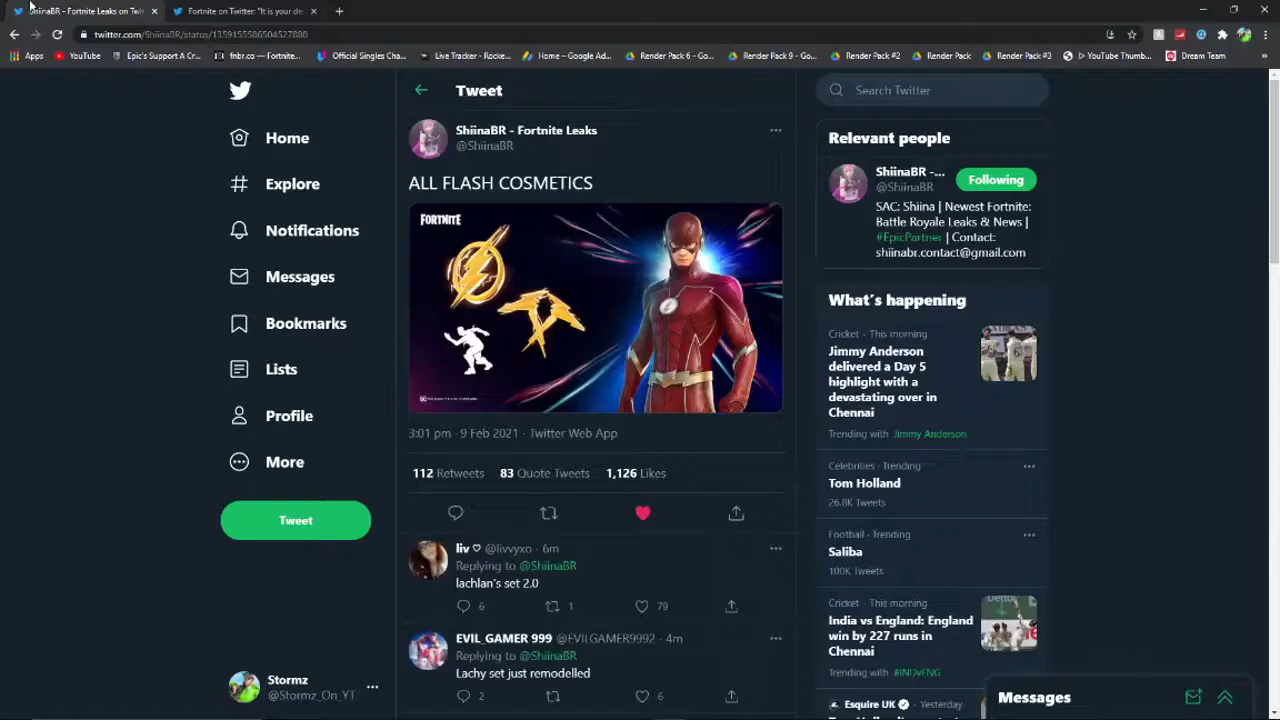 ShiinaBR - Fortnite Leaks on Twit
Fortnite on Twitter: "It is your de
twitter.com/ShiinaBR/status/1359155586504527880
Apps
YouTube
Epic's Support A Cr...
fnbr.co — Fortnite...
Official Singles Cha...
Live Tracker - Rocke...
Home – Google Ad...
Render Pack 6 - Go...
Render Pack 9 - Go...
Render Pack #2
Render Pack
Render Pack #3
▷ YouTube Thumb...
Dream Team
Home
Explore
Notifications
Messages
Bookmarks
Lists
Profile
More
Tweet
Stormz
@Stormz_On_YT
Tweet
ShiinaBR - Fortnite Leaks
@ShiinaBR
ALL FLASH COSMETICS
FORTNITE
3:01 pm · 9 Feb 2021 · Twitter Web App
112 Retweets 83 Quote Tweets 1,126 Likes
liv ♡ @livvyxo · 6m
Replying to @ShiinaBR
lachlan's set 2.0
6 1 79
EVIL_GAMER 999 @EVILGAMER9992 · 4m
Replying to @ShiinaBR
Lachy set just remodelled
2 6
Search Twitter
Relevant people
ShiinaBR -...
@ShiinaBR
Following
SAC: Shiina | Newest Fortnite:
Battle Royale Leaks & News |
#EpicPartner | Contact:
shiinabr.contact@gmail.com
What's happening
Cricket · This morning
Jimmy Anderson
delivered a Day 5
highlight with a
devastating over in
Chennai
Trending with Jimmy Anderson
Celebrities · Trending
Tom Holland
26.8K Tweets
Football · Trending
Saliba
100K Tweets
Cricket · This morning
India vs England: England
win by 227 runs in
Chennai
Trending with #INDvENG
Esquire UK · Yesterday
Messages